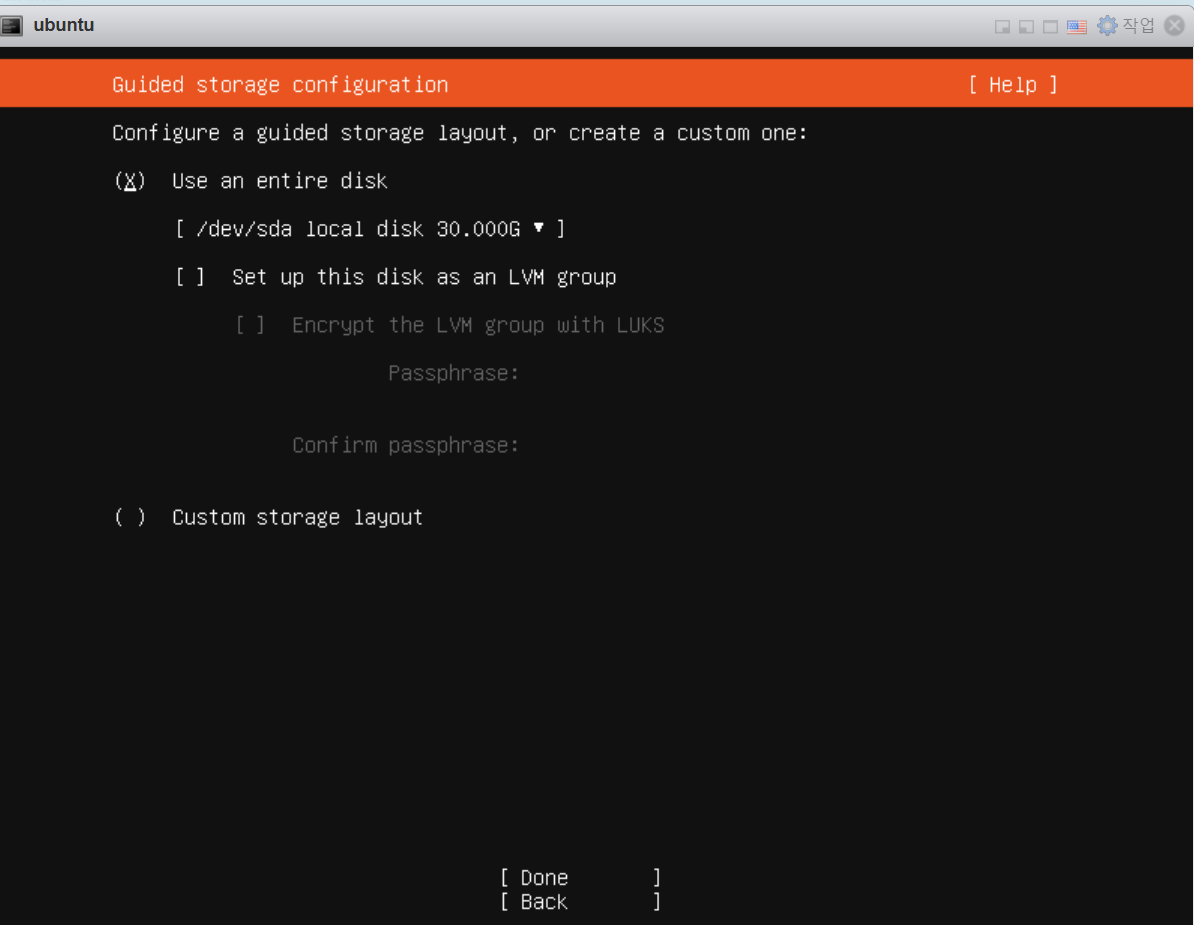 ubuntu 작업
Guided storage configuration [ Help ]
Configure a guided storage layout, or create a custom one:
(X) Use an entire disk
[ /dev/sda local disk 30.000G ▾ ]
[ ] Set up this disk as an LVM group
[ ] Encrypt the LVM group with LUKS
Passphrase:
Confirm passphrase:
( ) Custom storage layout
[ Done ]
[ Back ]